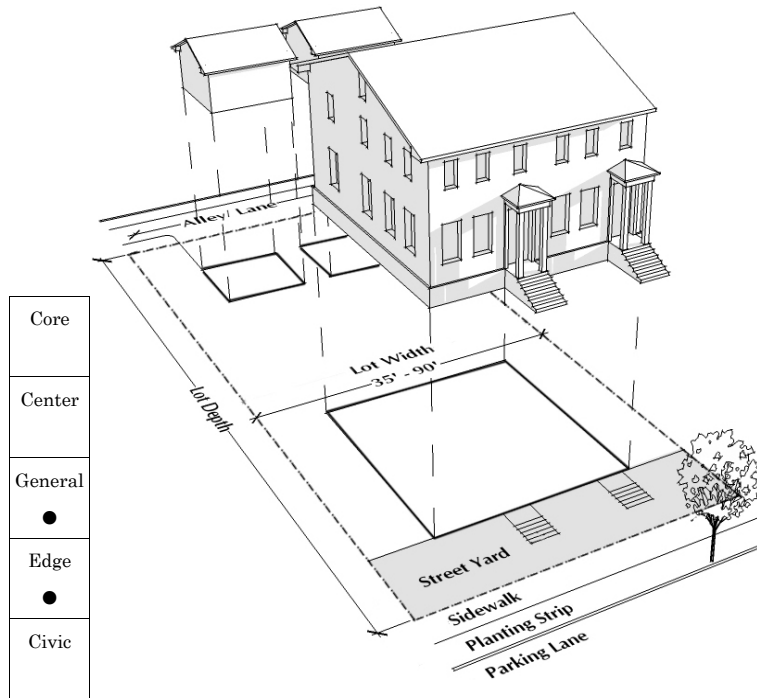 Alley/ Lane
Lot Width
35' - 90'
Lot Depth
Core
Center
General
●
Edge
●
Civic
Street Yard
Sidewalk
Planting Strip
Parking Lane